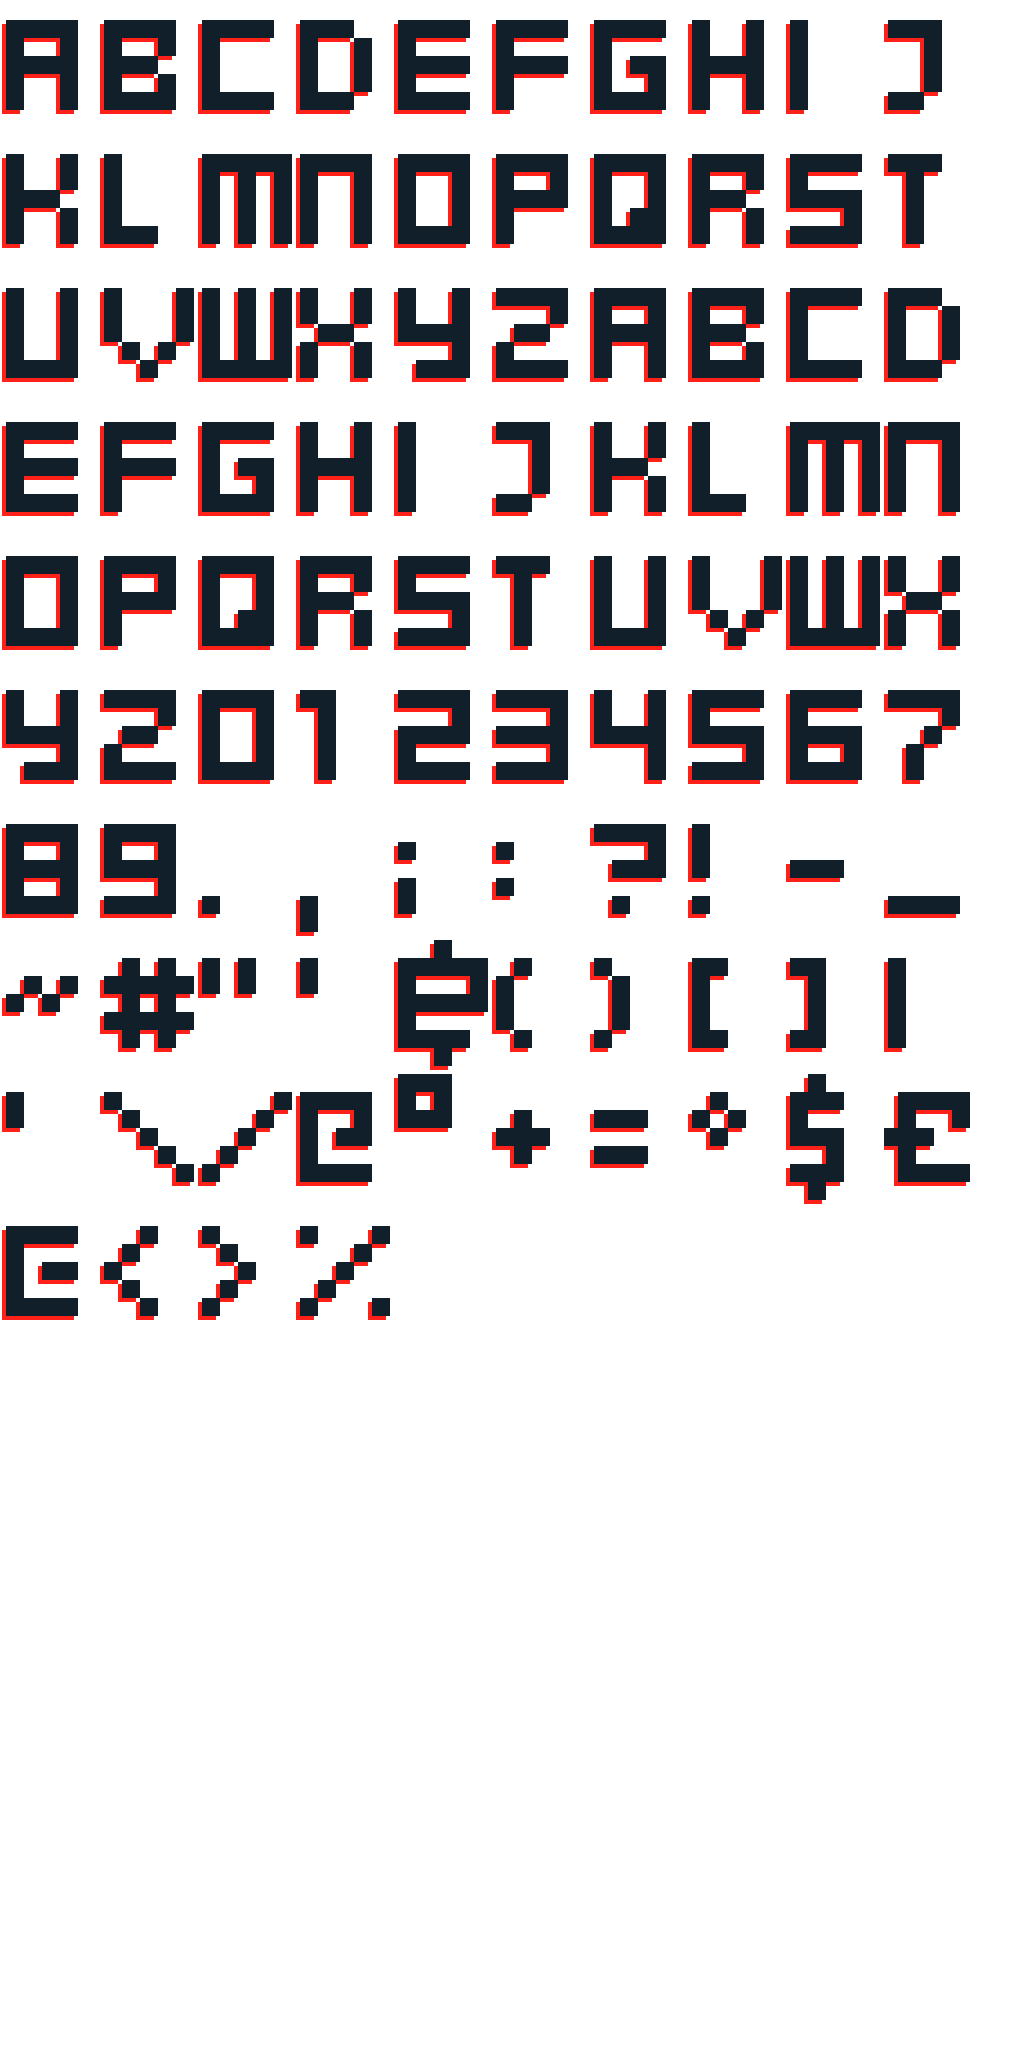 ABCDEFGHIJ
KLMNOPQRST
UVWXYZABCD
EFGHIJKLMN
OPQRSTUVWX
YZ01234567
89.,;:?!-_
~#"'&()[]|
'\/@°+=*$£
€<>%